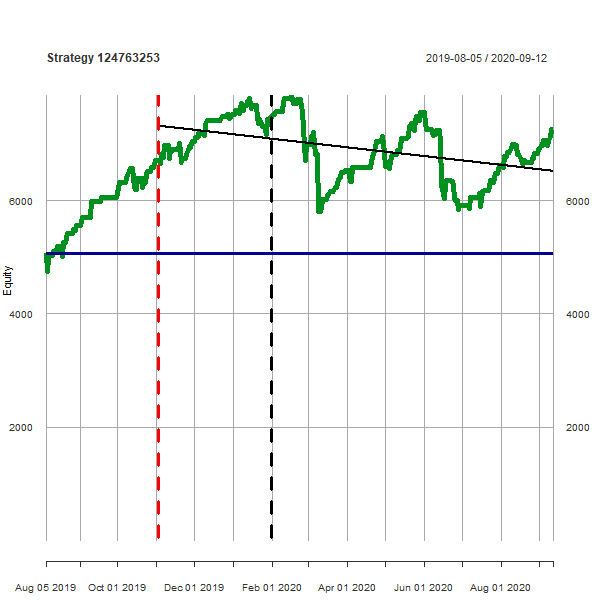 Strategy 124763253
2019-08-05 / 2020-09-12
Equity
6000
6000
4000
4000
2000
2000
Aug 05 2019
Oct 01 2019
Dec 01 2019
Feb 01 2020
Apr 01 2020
Jun 01 2020
Aug 01 2020